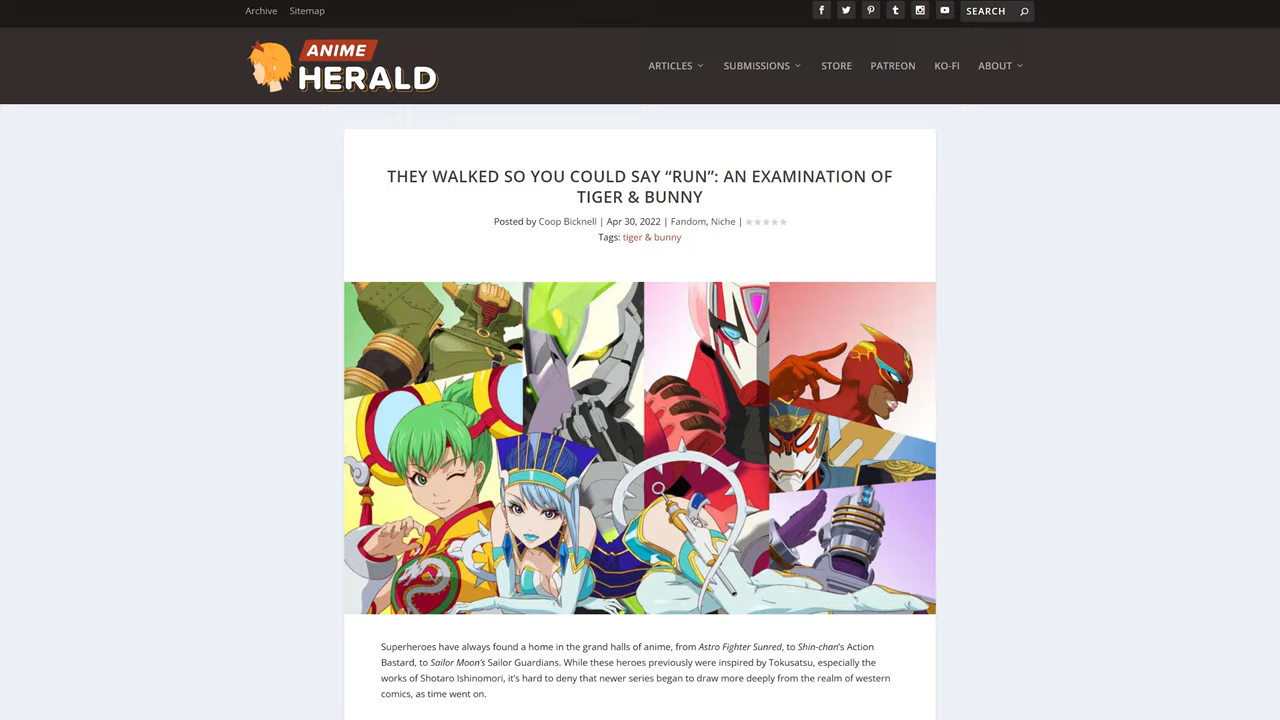 Archive Sitemap
SEARCH
ANIME
HERALD
ARTICLES SUBMISSIONS STORE PATREON KO-FI ABOUT
THEY WALKED SO YOU COULD SAY “RUN”: AN EXAMINATION OF
TIGER & BUNNY
Posted by Coop Bicknell | Apr 30, 2022 | Fandom, Niche |
Tags: tiger & bunny
Superheroes have always found a home in the grand halls of anime, from Astro Fighter Sunred, to Shin-chan's Action
Bastard, to Sailor Moon's Sailor Guardians. While these heroes previously were inspired by Tokusatsu, especially the
works of Shotaro Ishinomori, it's hard to deny that newer series began to draw more deeply from the realm of western
comics, as time went on.